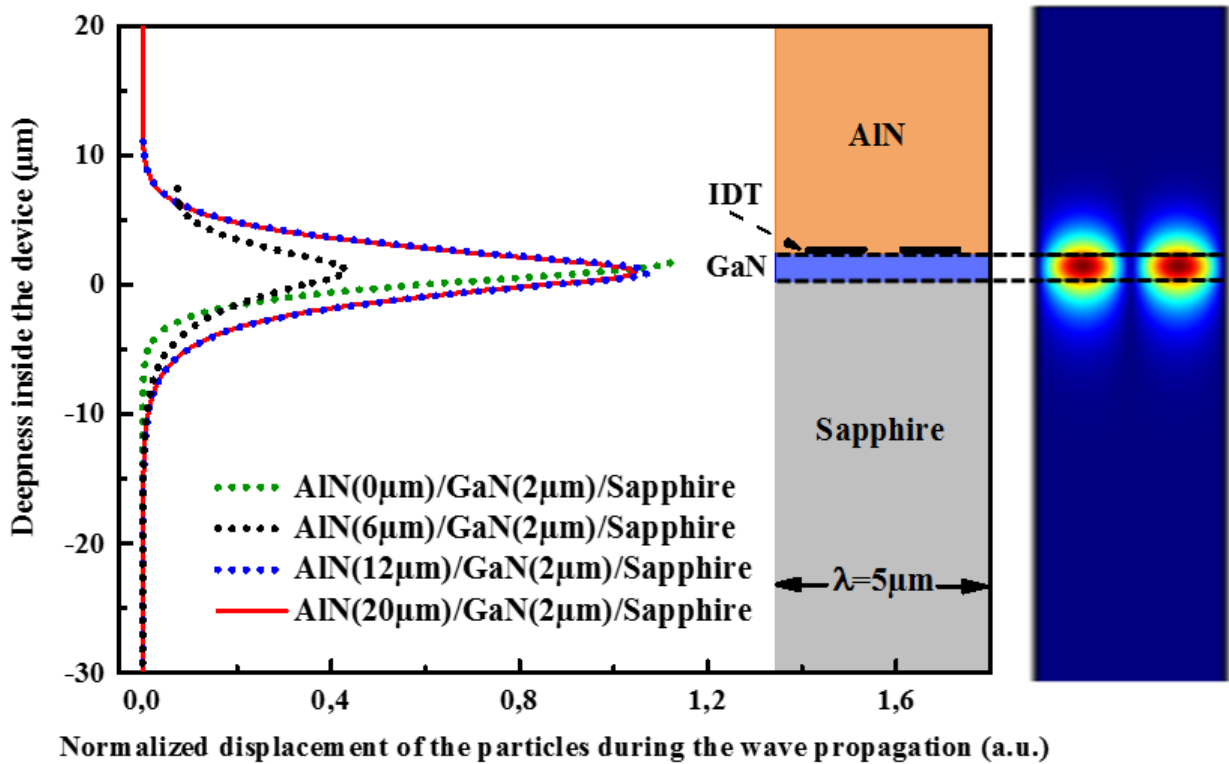 20
10
0
-10
-20
-30
Deepness inside the device (μm)
0,0
0,4
0,8
1,2
1,6
Normalized displacement of the particles during the wave propagation (a.u.)
AlN(0μm)/GaN(2μm)/Sapphire
AlN(6μm)/GaN(2μm)/Sapphire
AlN(12μm)/GaN(2μm)/Sapphire
AlN(20μm)/GaN(2μm)/Sapphire
AlN
IDT
GaN
Sapphire
λ=5μm